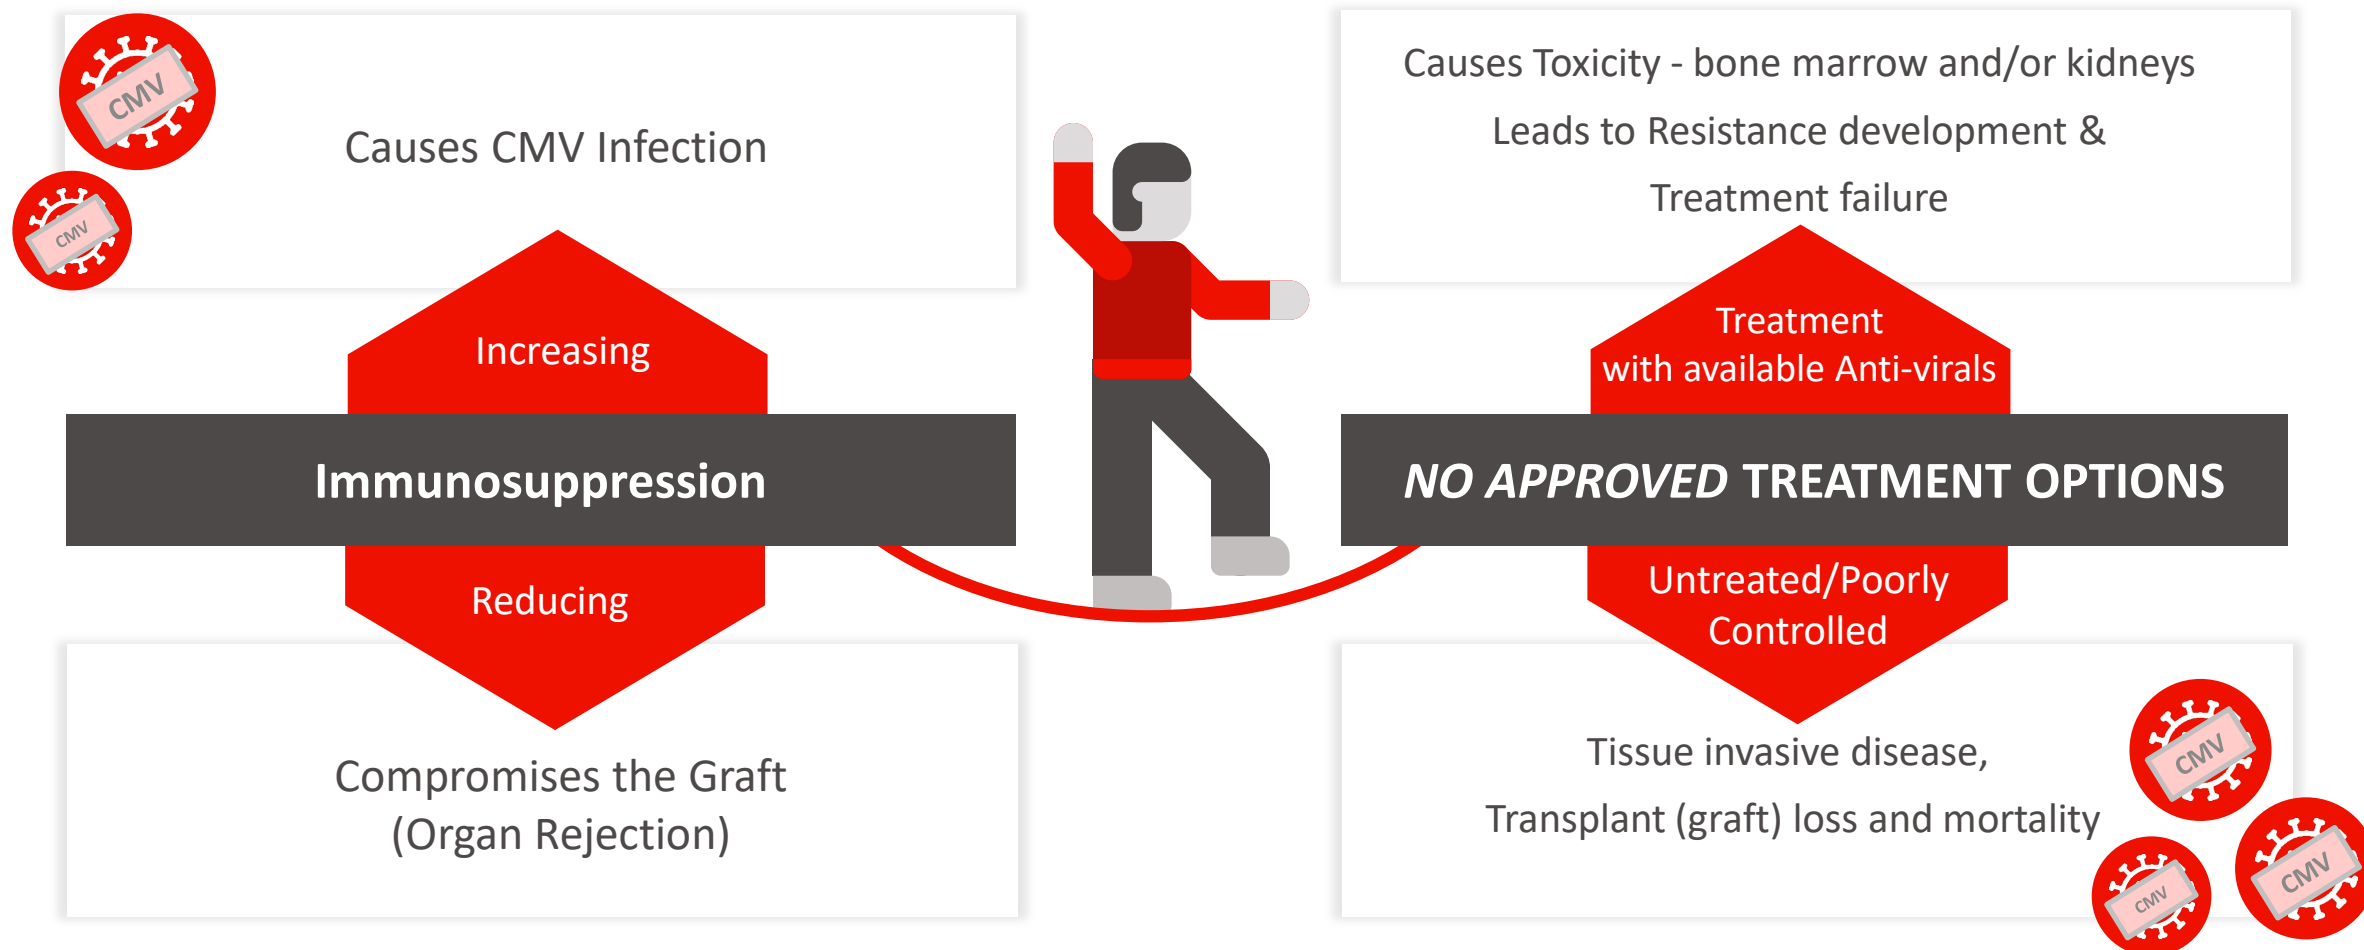 CMV
CMV
Causes CMV Infection
Increasing
Immunosuppression
Reducing
Compromises the Graft
(Organ Rejection)
Causes Toxicity - bone marrow and/or kidneys
Leads to Resistance development &
Treatment failure
Treatment
with available Anti-virals
NO APPROVED TREATMENT OPTIONS
Untreated/Poorly
Controlled
Tissue invasive disease,
Transplant (graft) loss and mortality
CMV
CMV
CMV